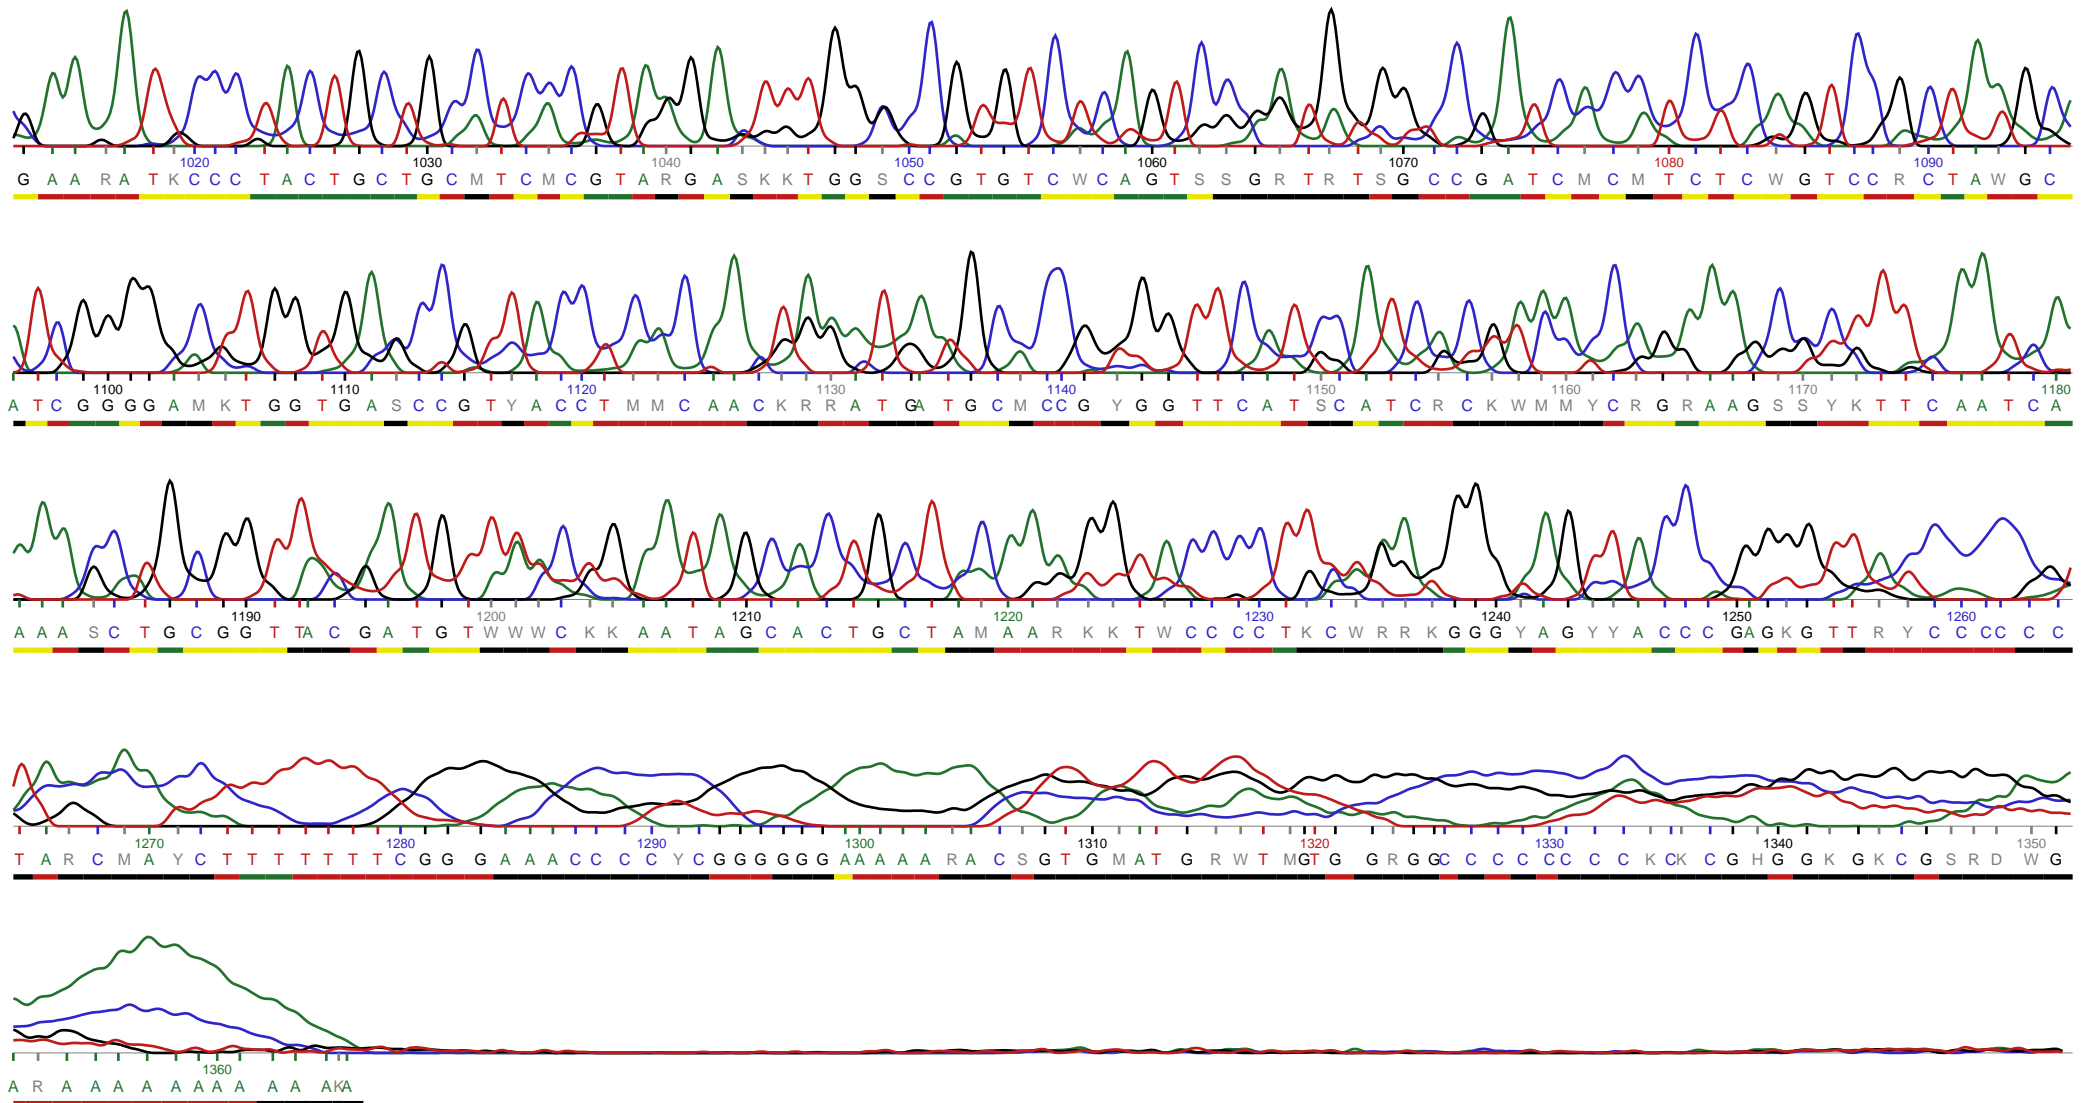 1020 1030 1040 1050 1060 1070 1080 1090
G A A R A T K C C C T A C T G C T G C M T C M C G T A R G A S K K T G G S C C G T G T C W C A G T S S G R T R T S G C C G A T C M C M T C T C W G T C C R C T A W G C
1100 1110 1120 1130 1140 1150 1160 1170 1180
A T C G G G G A M K T G G T G A S C C G T Y A C C T M M C A A C K R R A T G A T G C M C C G Y G G T T C A T S C A T C R C K W M M Y C R G R A A G S S Y K T T C A A T C A
1190 1200 1210 1220 1230 1240 1250 1260
A A A S C T G C G G T T A C G A T G T W W W C K K A A T A G C A C T G C T A M A A R K K T W C C C C T K C W R R K G G G Y A G Y Y A C C C G A G K G T T R Y C C C C C C
1270 1280 1290 1300 1310 1320 1330 1340 1350
T A R C M A Y C T T T T T T T C G G G A A A C C C C Y C G G G G G G A A A A A R A C S G T G M A T G R W T M G T G G R G G C C C C C C C C K C K C G H G G K G K C G S R D W G
1360
A R A A A A A A A A A A A K A